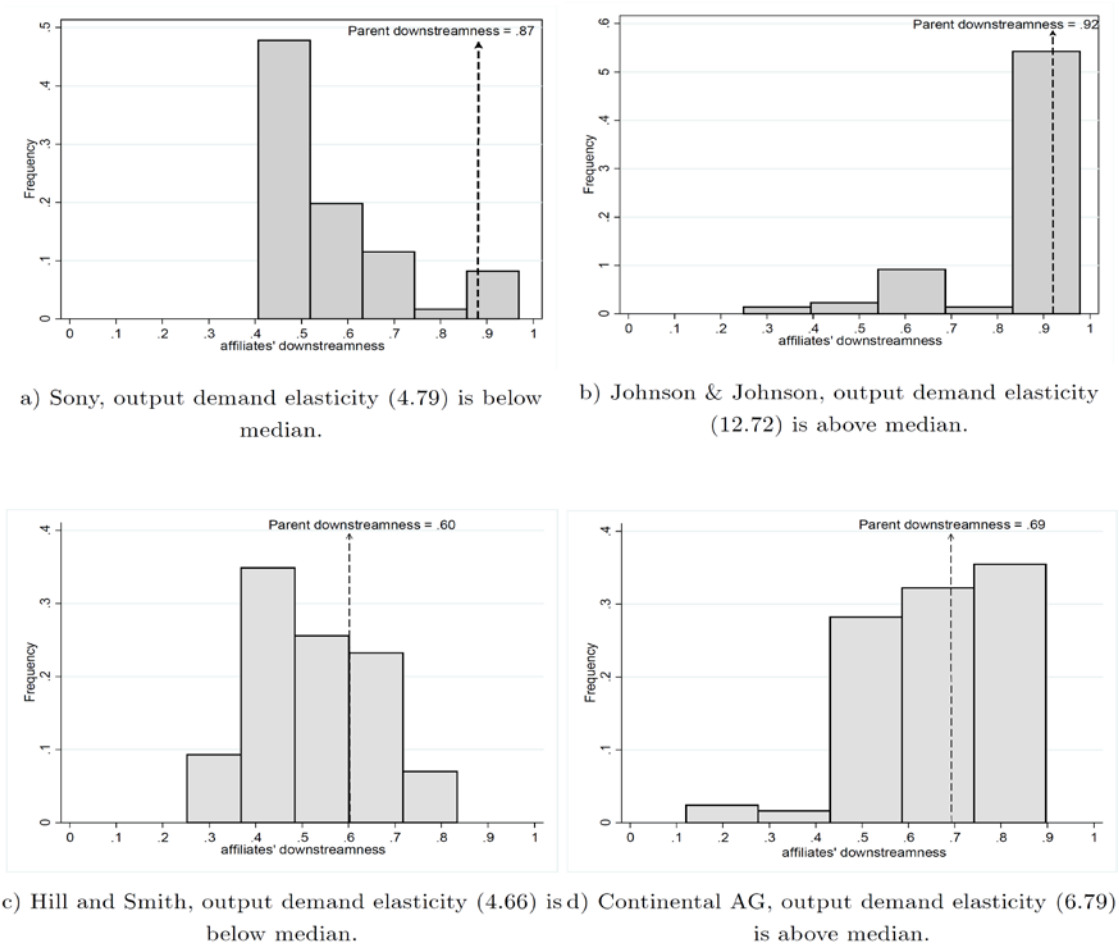 Parent downstreamness = .87
Frequency
.5
.4
.3
.2
.1
0
0 .1 .2 .3 .4 .5 .6 .7 .8 .9 1
affiliates' downstreamness
a) Sony, output demand elasticity (4.79) is below
median.
Parent downstreamness = .92
Frequency
.6
.5
.4
.3
.2
.1
0
0 .1 .2 .3 .4 .5 .6 .7 .8 .9 1
affiliates' downstreamness
b) Johnson & Johnson, output demand elasticity
(12.72) is above median.
Parent downstreamness = .60
Frequency
.4
.3
.2
.1
0
0 .1 .2 .3 .4 .5 .6 .7 .8 .9 1
affiliates' downstreamness
c) Hill and Smith, output demand elasticity (4.66) is
below median.
Parent downstreamness = .69
Frequency
.4
.3
.2
.1
0
0 .1 .2 .3 .4 .5 .6 .7 .8 .9 1
affiliates' downstreamness
d) Continental AG, output demand elasticity (6.79)
is above median.